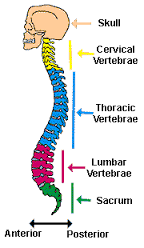 Skull
Cervical
Vertebrae
Thoracic
Vertebrae
Lumbar
Vertebrae
Sacrum
Anterior Posterior